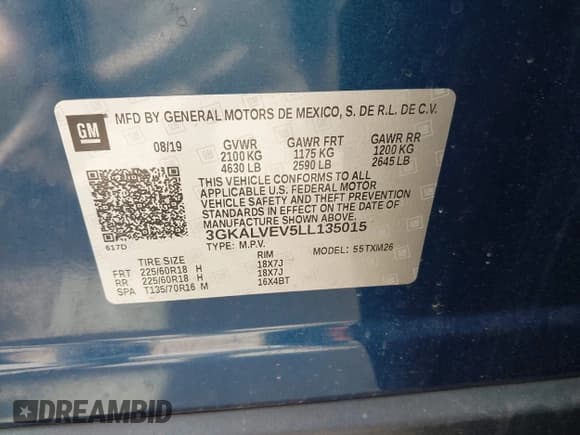 GM
MFD BY GENERAL MOTORS DE MEXICO, S. DE R.L. DE C.V.
08/19 GVWR GAWR FRT GAWR RR
2100 KG 1175 KG 1200 KG
4630 LB 2590 LB 2645 LB
THIS VEHICLE CONFORMS TO ALL
APPLICABLE U.S. FEDERAL MOTOR
VEHICLE SAFETY AND THEFT PREVENTION
STANDARDS IN EFFECT ON THE DATE OF
MANUFACTURE SHOWN ABOVE.
3GKALVEV5LL135015
617D
TYPE: M.P.V. MODEL: 55TXM26
TIRE SIZE RIM
FRT 225/60R18 H 18X7J
RR 225/60R18 H 18X7J
SPA T135/70R16 M 16X4BT
DREAMBID